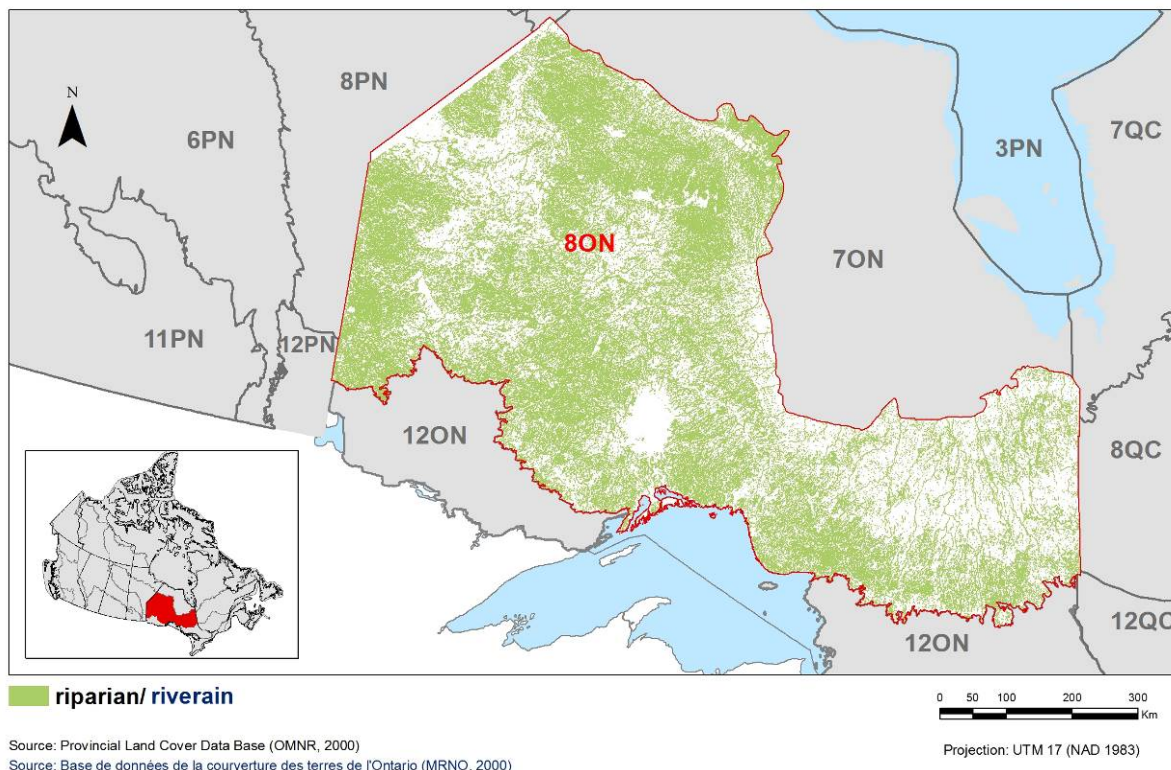 N
8PN
6PN
3PN
7QC
8ON
7ON
11PN
12PN
12ON
8QC
12ON
12QC
riparian/ riverain
0 50 100 200 300
Km
Source: Provincial Land Cover Data Base (OMNR, 2000)
Projection: UTM 17 (NAD 1983)
Source: Base de données de la courverture des terres de l'Ontario (MRNO, 2000)